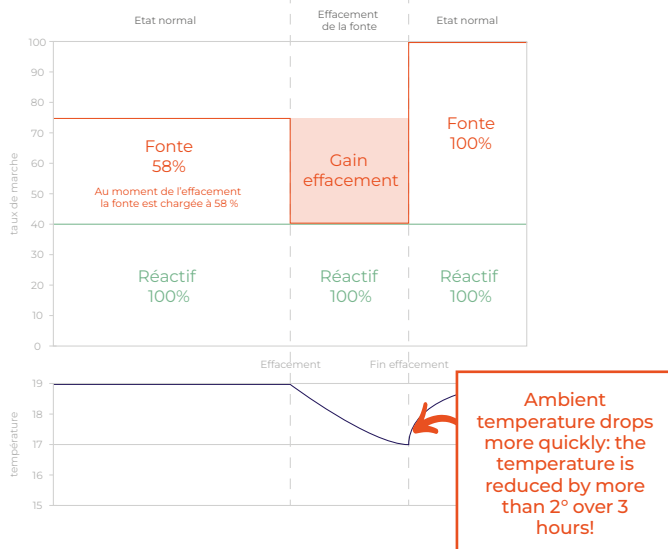 Etat normal
Effacement
de la fonte
Etat normal
taux de marche
100
90
80
70
60
50
40
30
20
10
0
Fonte
58%
Au moment de l'effacement
la fonte est chargée à 58 %
Gain
effacement
Fonte
100%
Réactif
100%
Réactif
100%
Réactif
100%
Effacement
Fin effacement
température
19
18
17
16
15
Ambient
temperature drops
more quickly: the
temperature is
reduced by more
than 2° over 3
hours!